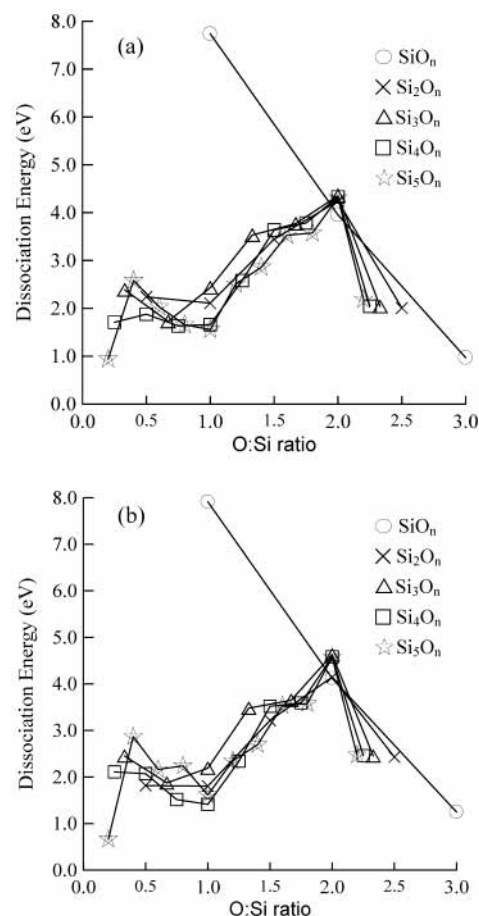 (a)
SiOₙ
Si₂Oₙ
Si₃Oₙ
Si₄Oₙ
Si₅Oₙ
Dissociation Energy (eV)
8.0
7.0
6.0
5.0
4.0
3.0
2.0
1.0
0.0
0.0 0.5 1.0 1.5 2.0 2.5 3.0
O:Si ratio
(b)
SiOₙ
Si₂Oₙ
Si₃Oₙ
Si₄Oₙ
Si₅Oₙ
Dissociation Energy (eV)
8.0
7.0
6.0
5.0
4.0
3.0
2.0
1.0
0.0
0.0 0.5 1.0 1.5 2.0 2.5 3.0
O:Si ratio